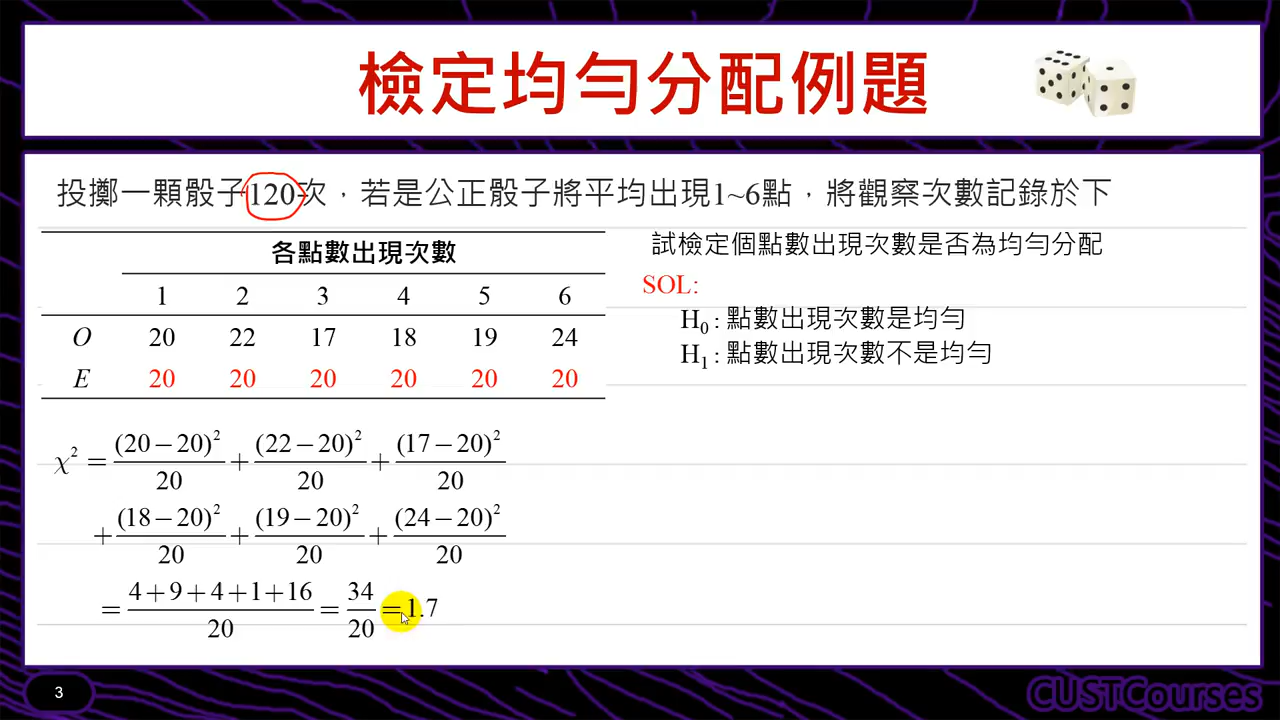 檢定均勻分配例題
投擲一顆骰子120次，若是公正骰子將平均出現1~6點，將觀察次數記錄於下
各點數出現次數
1 2 3 4 5 6
O 20 22 17 18 19 24
E 20 20 20 20 20 20
試檢定個點數出現次數是否為均勻分配
SOL:
H₀ : 點數出現次數是均勻
H₁ : 點數出現次數不是均勻
χ² = (20−20)²/20 + (22−20)²/20 + (17−20)²/20
+ (18−20)²/20 + (19−20)²/20 + (24−20)²/20
= (4+9+4+1+16)/20 = 34/20 = 1.7
3
CUSTCourses